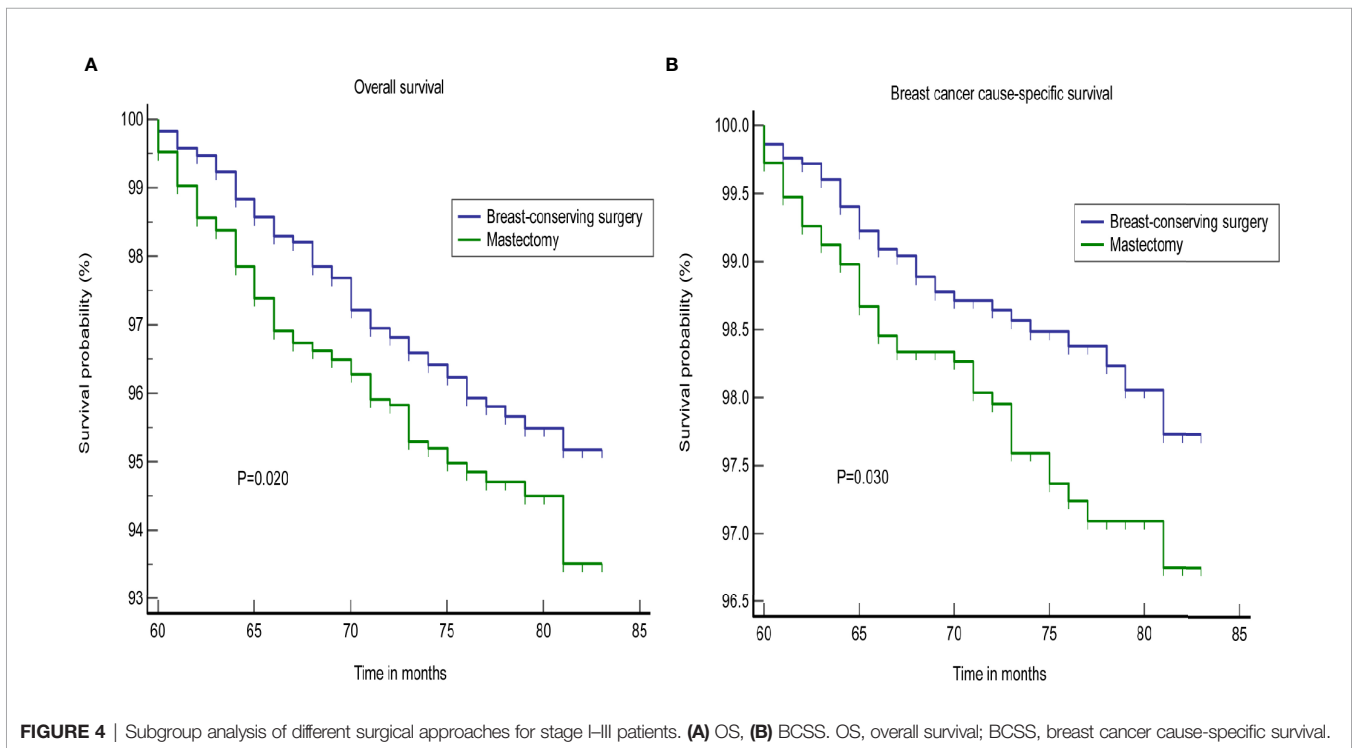 A
Overall survival
Survival probability (%)
100
99
98
97
96
95
94
93
Breast-conserving surgery
Mastectomy
P=0.020
60 65 70 75 80 85
Time in months
B
Breast cancer cause-specific survival
Survival probability (%)
100.0
99.5
99.0
98.5
98.0
97.5
97.0
96.5
Breast-conserving surgery
Mastectomy
P=0.030
60 65 70 75 80 85
Time in months
FIGURE 4 | Subgroup analysis of different surgical approaches for stage I–III patients. (A) OS, (B) BCSS. OS, overall survival; BCSS, breast cancer cause-specific survival.